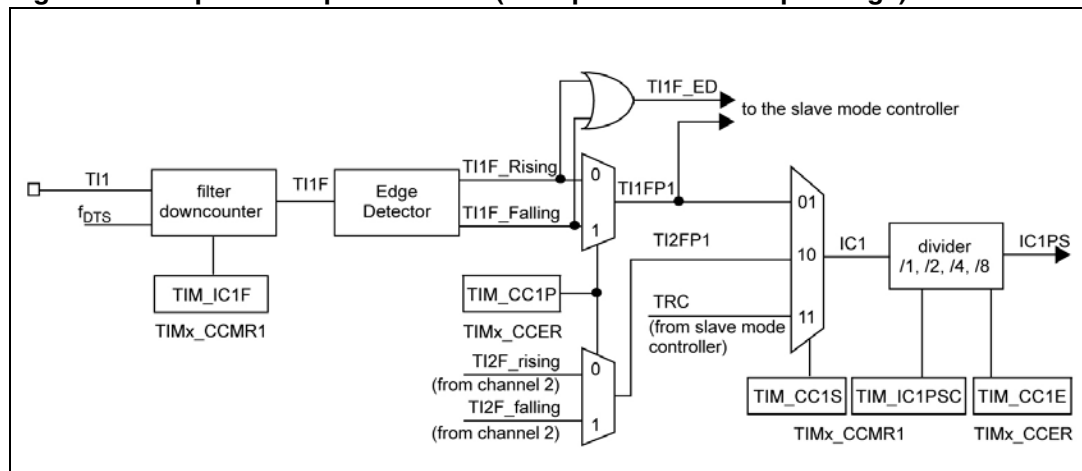 TI1F_ED
to the slave mode controller
TI1F_Rising
TI1
TI1F
0
TI1FP1
filter
downcounter
Edge
Detector
01
fDTS
TI1F_Falling
1
TI2FP1
IC1
divider
/1, /2, /4, /8
IC1PS
10
TIM_IC1F
TIM_CC1P
TRC
11
TIMx_CCMR1
TIMx_CCER
(from slave mode
controller)
TI2F_rising
0
(from channel 2)
TI2F_falling
1
(from channel 2)
TIM_CC1S
TIM_IC1PSC
TIM_CC1E
TIMx_CCMR1
TIMx_CCER